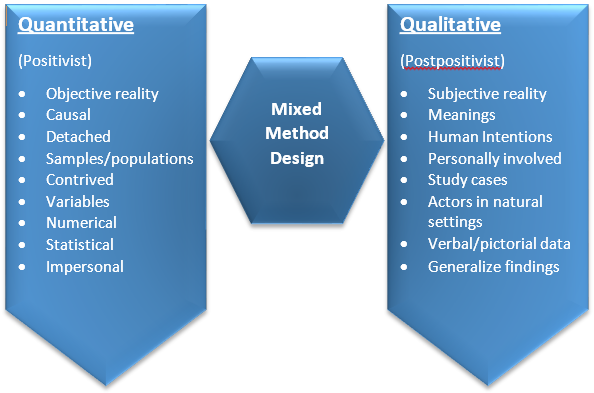 Quantitative
(Positivist)
• Objective reality
• Causal
• Detached
• Samples/populations
• Contrived
• Variables
• Numerical
• Statistical
• Impersonal
Mixed
Method
Design
Qualitative
(Postpositivist)
• Subjective reality
• Meanings
• Human Intentions
• Personally involved
• Study cases
• Actors in natural
settings
• Verbal/pictorial data
• Generalize findings